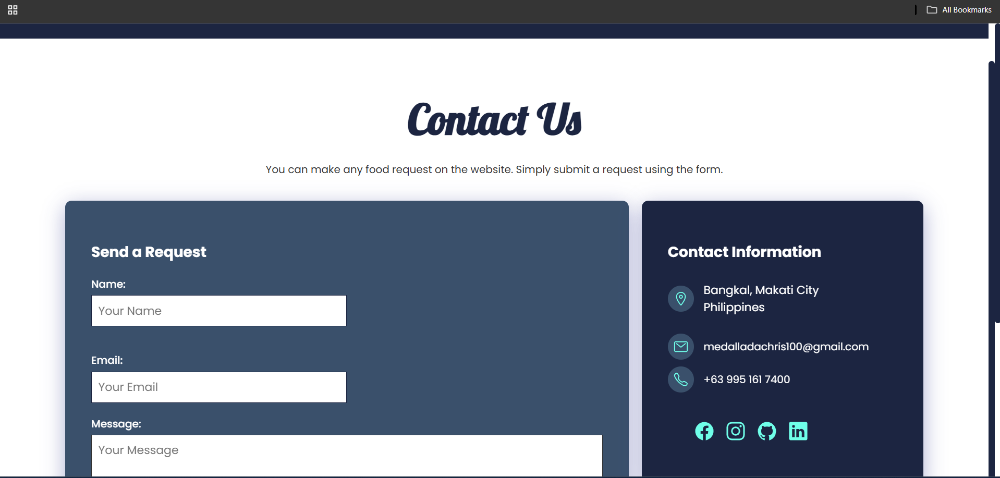 All Bookmarks
Contact Us
You can make any food request on the website. Simply submit a request using the form.
Send a Request
Name:
Your Name
Email:
Your Email
Message:
Your Message
Contact Information
Bangkal, Makati City
Philippines
medalladachris100@gmail.com
+63 995 161 7400